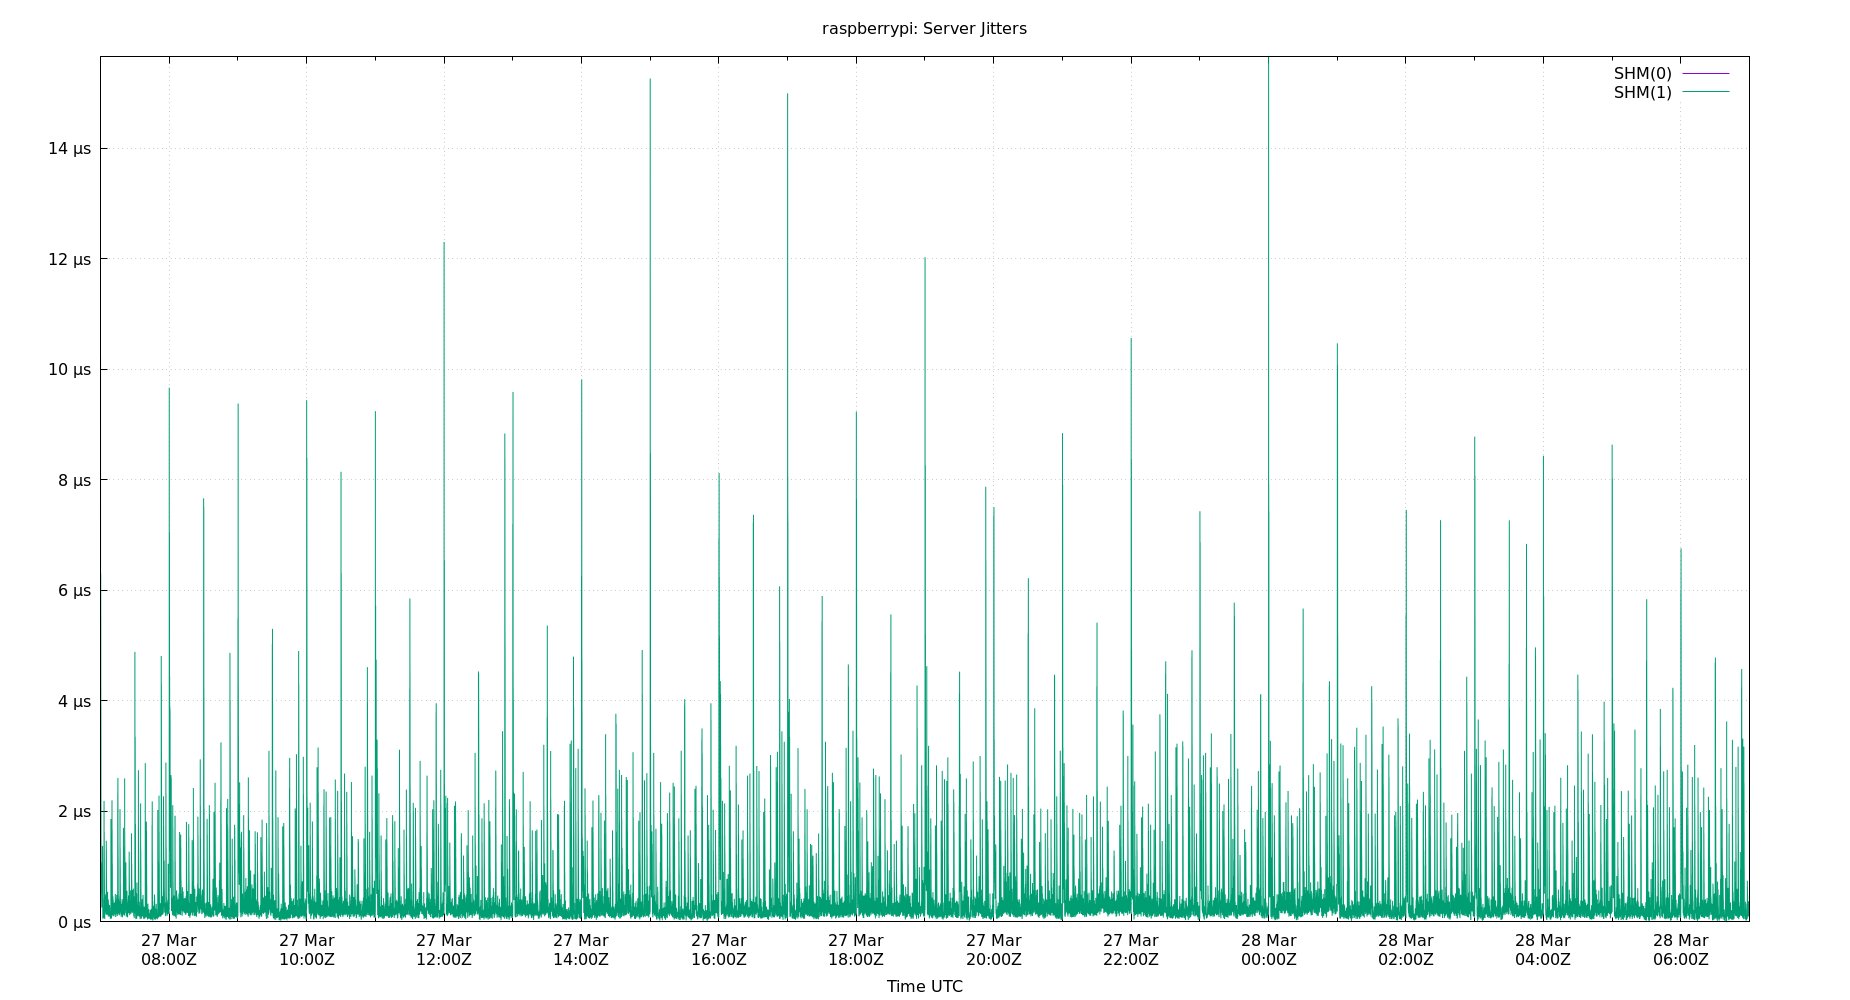 raspberrypi: Server Jitters
SHM(0)
SHM(1)
14 µs
12 µs
10 µs
8 µs
6 µs
4 µs
2 µs
0 µs
27 Mar 27 Mar 27 Mar 27 Mar 27 Mar 27 Mar 27 Mar 27 Mar 28 Mar 28 Mar 28 Mar 28 Mar
08:00Z 10:00Z 12:00Z 14:00Z 16:00Z 18:00Z 20:00Z 22:00Z 00:00Z 02:00Z 04:00Z 06:00Z
Time UTC